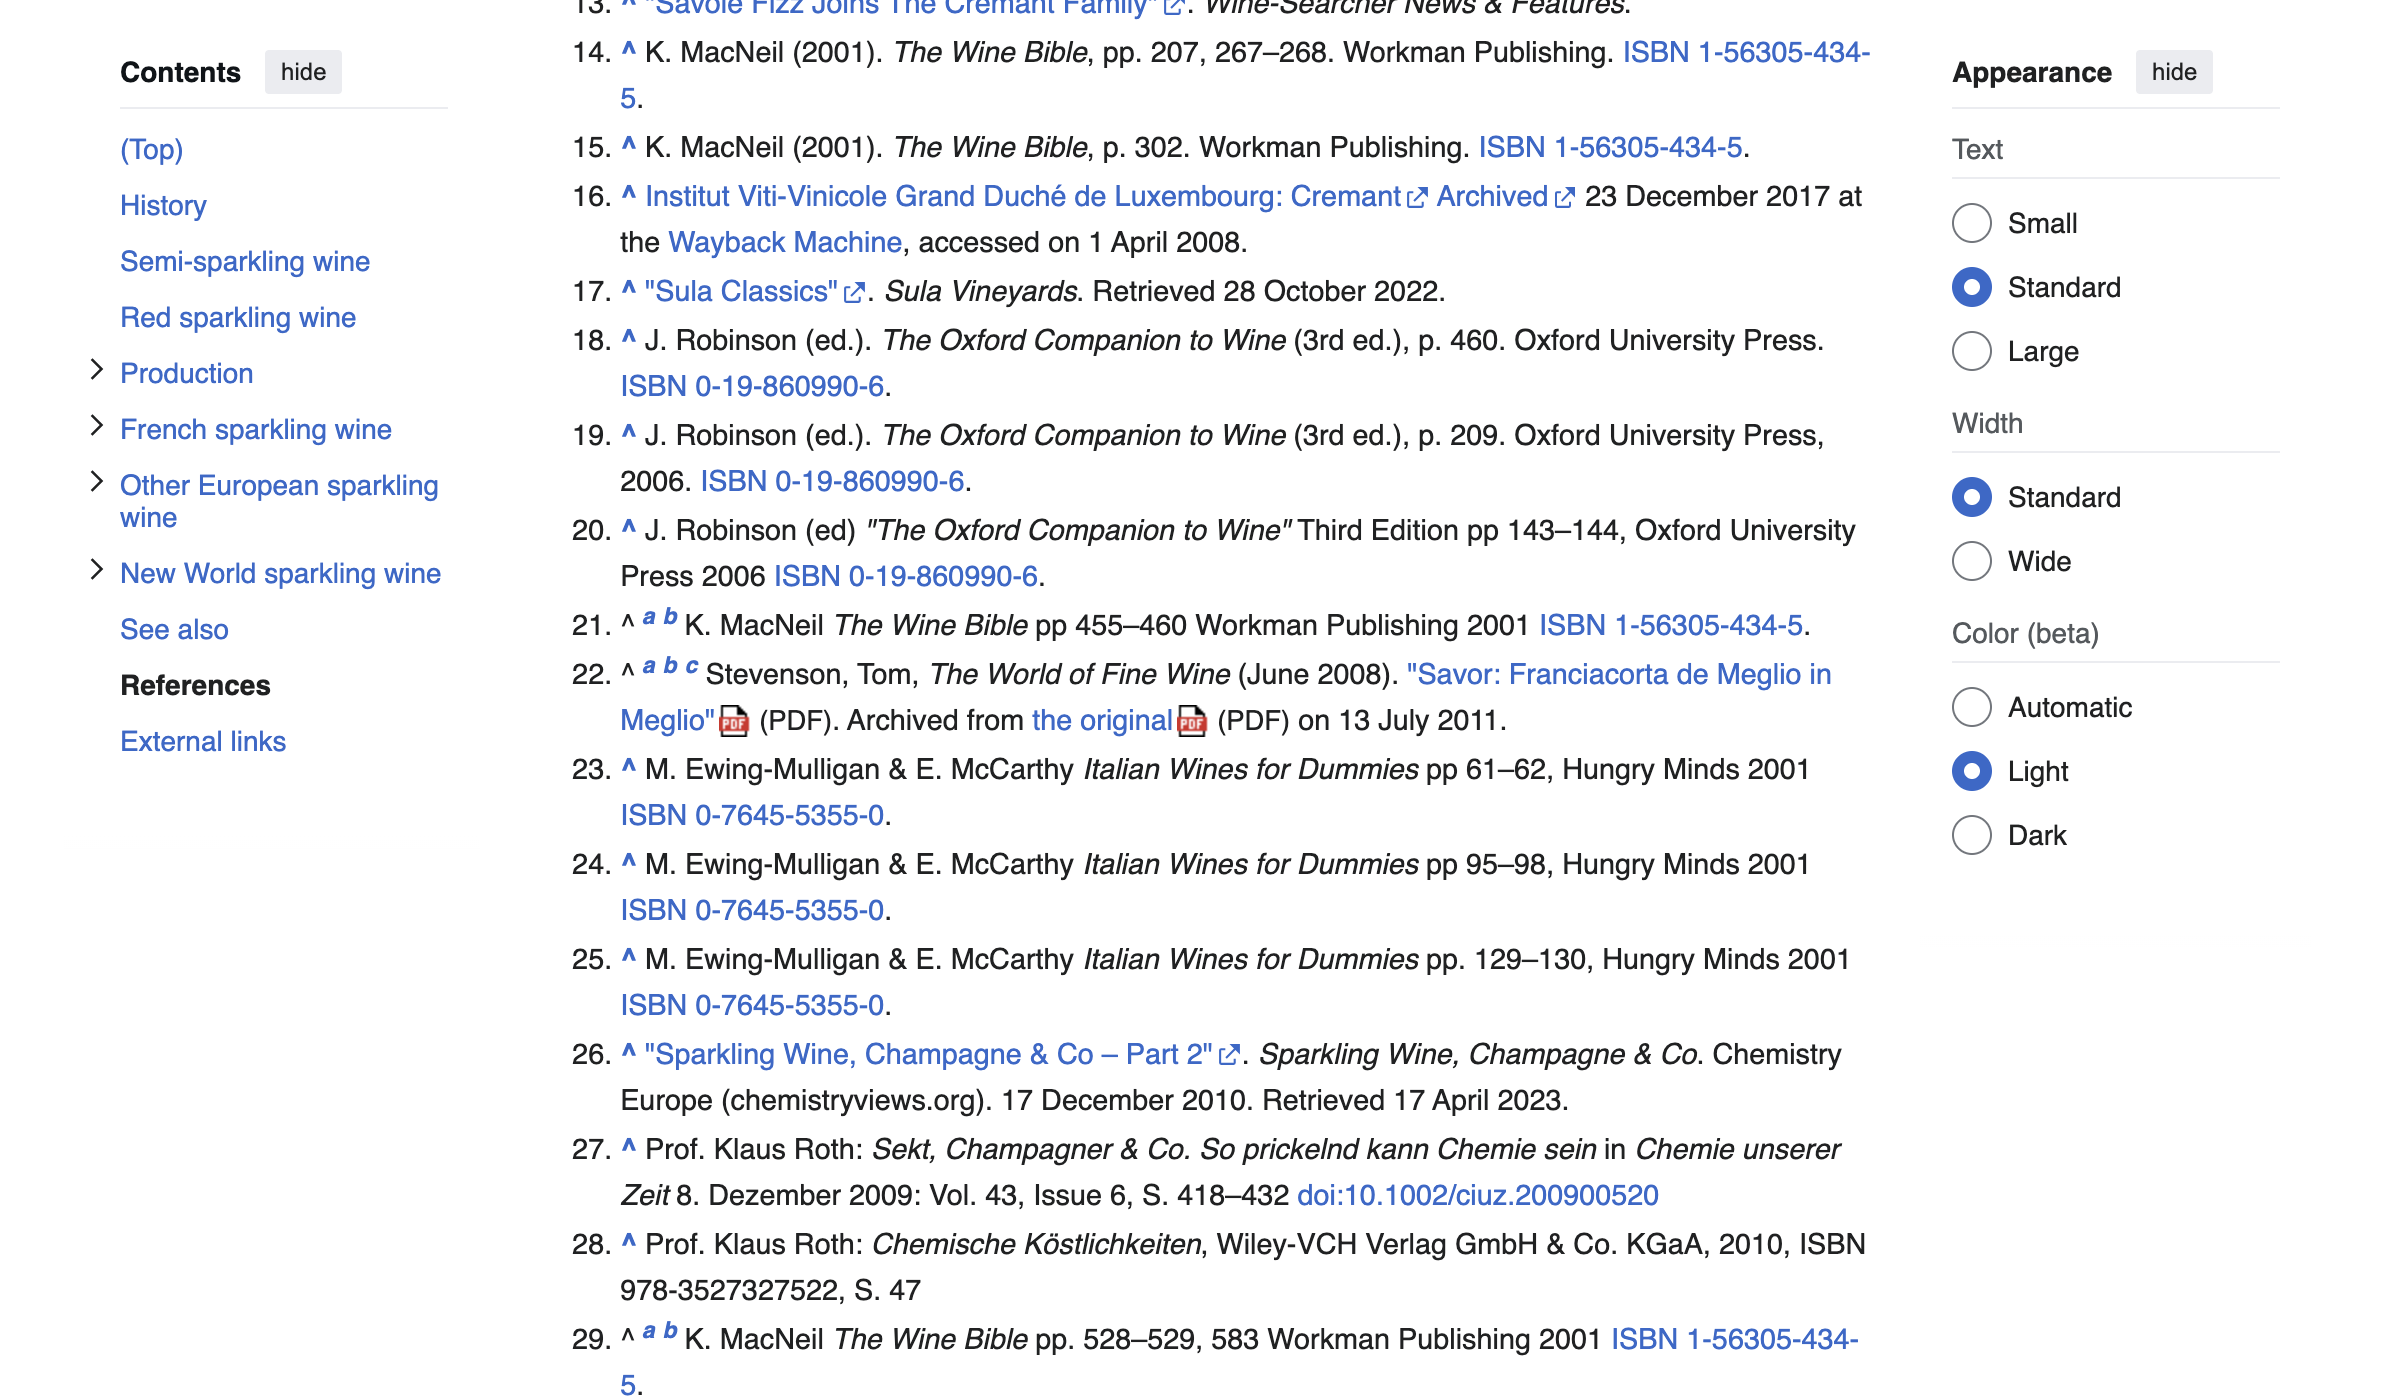 Contents hide
(Top)
History
Semi-sparkling wine
Red sparkling wine
Production
French sparkling wine
Other European sparkling
wine
New World sparkling wine
See also
References
External links
13. ^ "Savoie Fizz Joins The Cremant Family". Wine-Searcher News & Features.
14. ^ K. MacNeil (2001). The Wine Bible, pp. 207, 267–268. Workman Publishing. ISBN 1-56305-434-
5.
15. ^ K. MacNeil (2001). The Wine Bible, p. 302. Workman Publishing. ISBN 1-56305-434-5.
16. ^ Institut Viti-Vinicole Grand Duché de Luxembourg: Cremant Archived 23 December 2017 at
the Wayback Machine, accessed on 1 April 2008.
17. ^ "Sula Classics". Sula Vineyards. Retrieved 28 October 2022.
18. ^ J. Robinson (ed.). The Oxford Companion to Wine (3rd ed.), p. 460. Oxford University Press.
ISBN 0-19-860990-6.
19. ^ J. Robinson (ed.). The Oxford Companion to Wine (3rd ed.), p. 209. Oxford University Press,
2006. ISBN 0-19-860990-6.
20. ^ J. Robinson (ed) "The Oxford Companion to Wine" Third Edition pp 143–144, Oxford University
Press 2006 ISBN 0-19-860990-6.
21. ^ a b K. MacNeil The Wine Bible pp 455–460 Workman Publishing 2001 ISBN 1-56305-434-5.
22. ^ a b c Stevenson, Tom, The World of Fine Wine (June 2008). "Savor: Franciacorta de Meglio in
Meglio" PDF (PDF). Archived from the original PDF (PDF) on 13 July 2011.
23. ^ M. Ewing-Mulligan & E. McCarthy Italian Wines for Dummies pp 61–62, Hungry Minds 2001
ISBN 0-7645-5355-0.
24. ^ M. Ewing-Mulligan & E. McCarthy Italian Wines for Dummies pp 95–98, Hungry Minds 2001
ISBN 0-7645-5355-0.
25. ^ M. Ewing-Mulligan & E. McCarthy Italian Wines for Dummies pp. 129–130, Hungry Minds 2001
ISBN 0-7645-5355-0.
26. ^ "Sparkling Wine, Champagne & Co – Part 2". Sparkling Wine, Champagne & Co. Chemistry
Europe (chemistryviews.org). 17 December 2010. Retrieved 17 April 2023.
27. ^ Prof. Klaus Roth: Sekt, Champagner & Co. So prickelnd kann Chemie sein in Chemie unserer
Zeit 8. Dezember 2009: Vol. 43, Issue 6, S. 418–432 doi:10.1002/ciuz.200900520
28. ^ Prof. Klaus Roth: Chemische Köstlichkeiten, Wiley-VCH Verlag GmbH & Co. KGaA, 2010, ISBN
978-3527327522, S. 47
29. ^ a b K. MacNeil The Wine Bible pp. 528–529, 583 Workman Publishing 2001 ISBN 1-56305-434-
5.
Appearance hide
Text
Small
Standard
Large
Width
Standard
Wide
Color (beta)
Automatic
Light
Dark